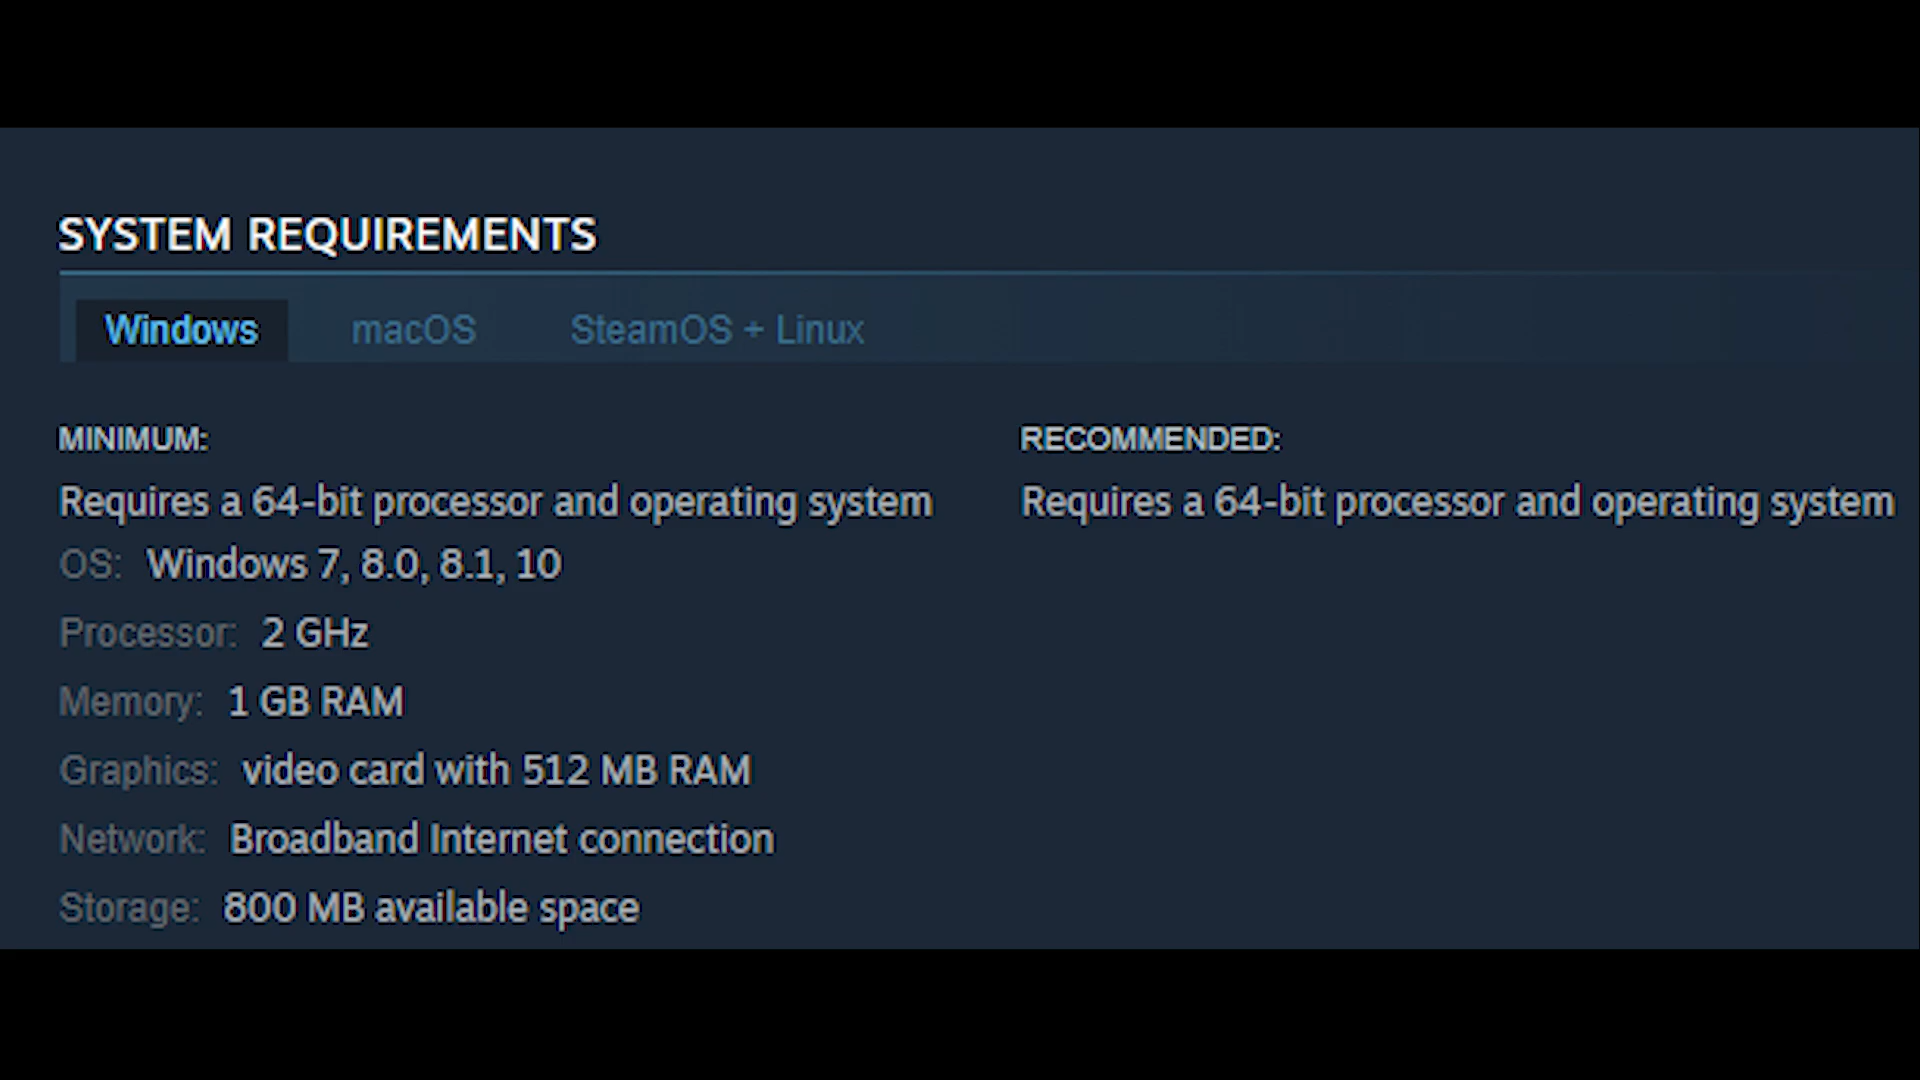 SYSTEM REQUIREMENTS
Windows macOS SteamOS + Linux
MINIMUM:
Requires a 64-bit processor and operating system
OS: Windows 7, 8.0, 8.1, 10
Processor: 2 GHz
Memory: 1 GB RAM
Graphics: video card with 512 MB RAM
Network: Broadband Internet connection
Storage: 800 MB available space
RECOMMENDED:
Requires a 64-bit processor and operating system